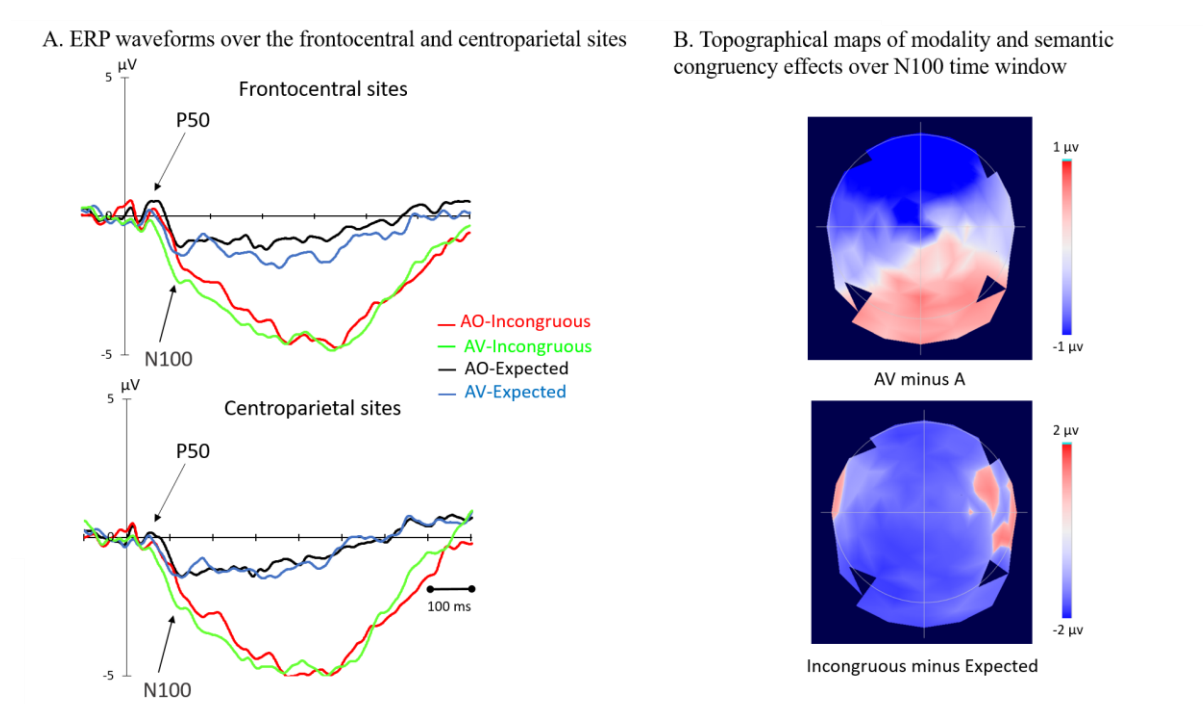 A. ERP waveforms over the frontocentral and centroparietal sites
µV
5
Frontocentral sites
P50
0
-5
N100
AO-Incongruous
AV-Incongruous
AO-Expected
AV-Expected
µV
5
Centroparietal sites
P50
0
100 ms
-5
N100
B. Topographical maps of modality and semantic
congruency effects over N100 time window
1 µv
-1 µv
AV minus A
2 µv
-2 µv
Incongruous minus Expected